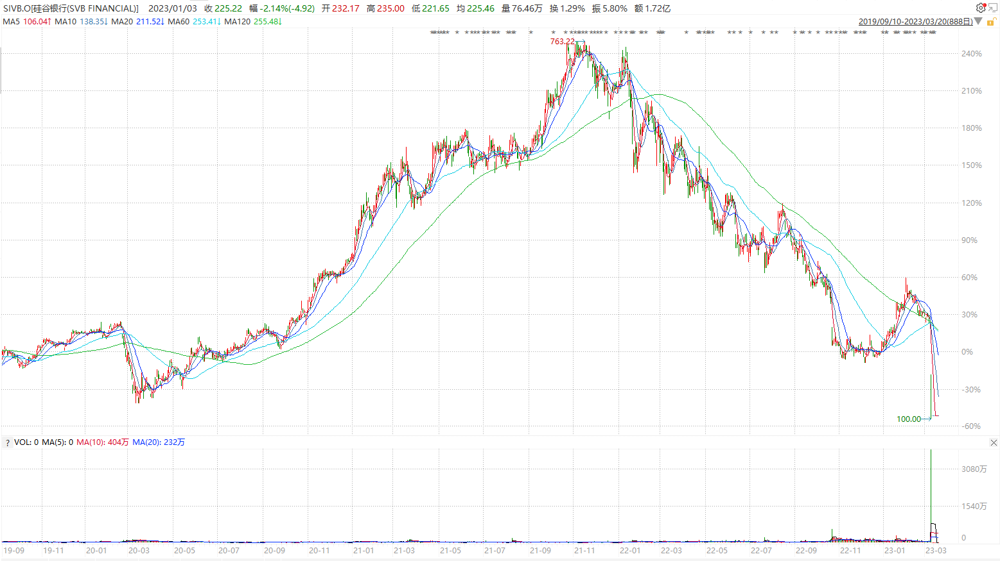 SIVB.O[硅谷银行(SVB FINANCIAL)] 2023/01/03 收 225.22 幅 -2.14%(-4.92) 开 232.17 高 235.00 低 221.65 均 225.46 量 76.46万 换 1.29% 振 5.80% 额 1.72亿
MA5 106.04↑ MA10 138.35↓ MA20 211.52↓ MA60 253.41↓ MA120 255.48↓
2019/09/10-2023/03/20(888日)
763.22
240%
210%
180%
150%
120%
90%
60%
30%
0%
-30%
100.00
-60%
? VOL: 0 MA(5): 0 MA(10): 404万 MA(20): 232万
3080万
1540万
0
19-09 19-11 20-01 20-03 20-05 20-07 20-09 20-11 21-01 21-03 21-05 21-07 21-09 21-11 22-01 22-03 22-05 22-07 22-09 22-11 23-01 23-03